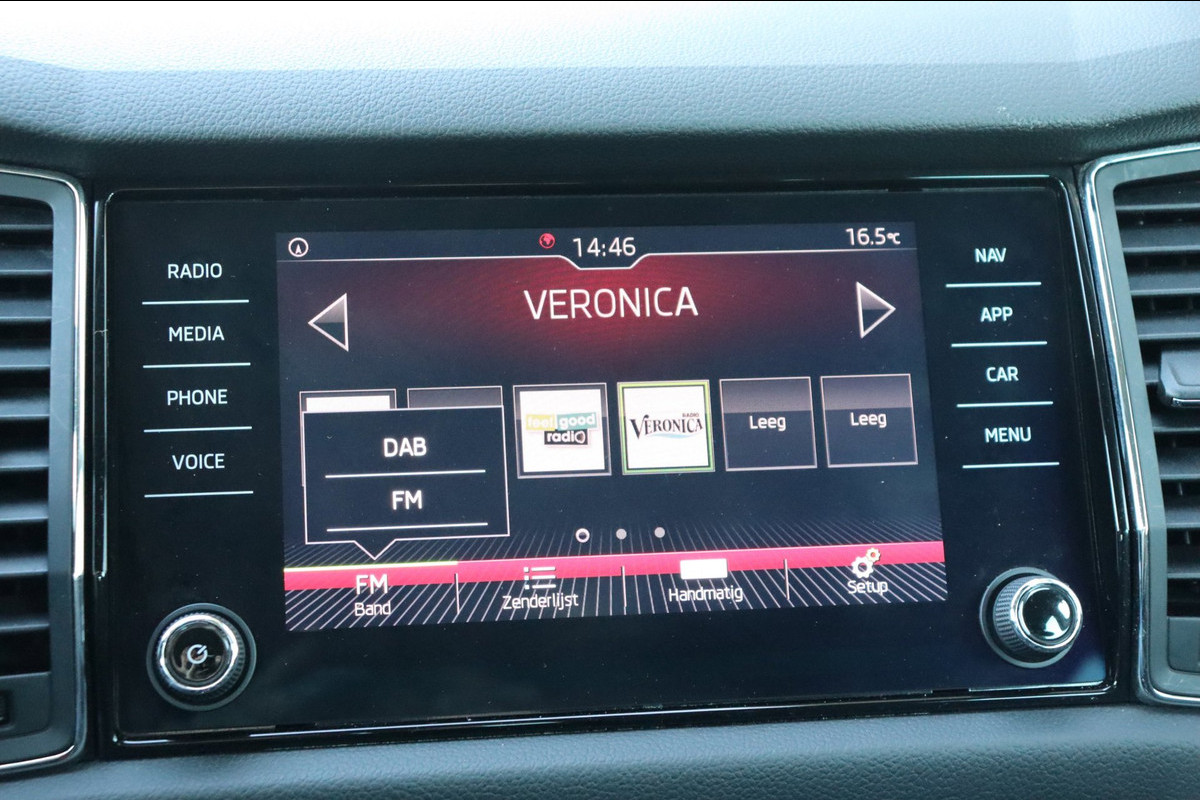 14:46
16.5°C
RADIO
MEDIA
PHONE
VOICE
VERONICA
feel good
radio
RADIO
VERONICA
Leeg
Leeg
DAB
FM
FM
Band
Zenderlijst
Handmatig
Setup
NAV
APP
CAR
MENU